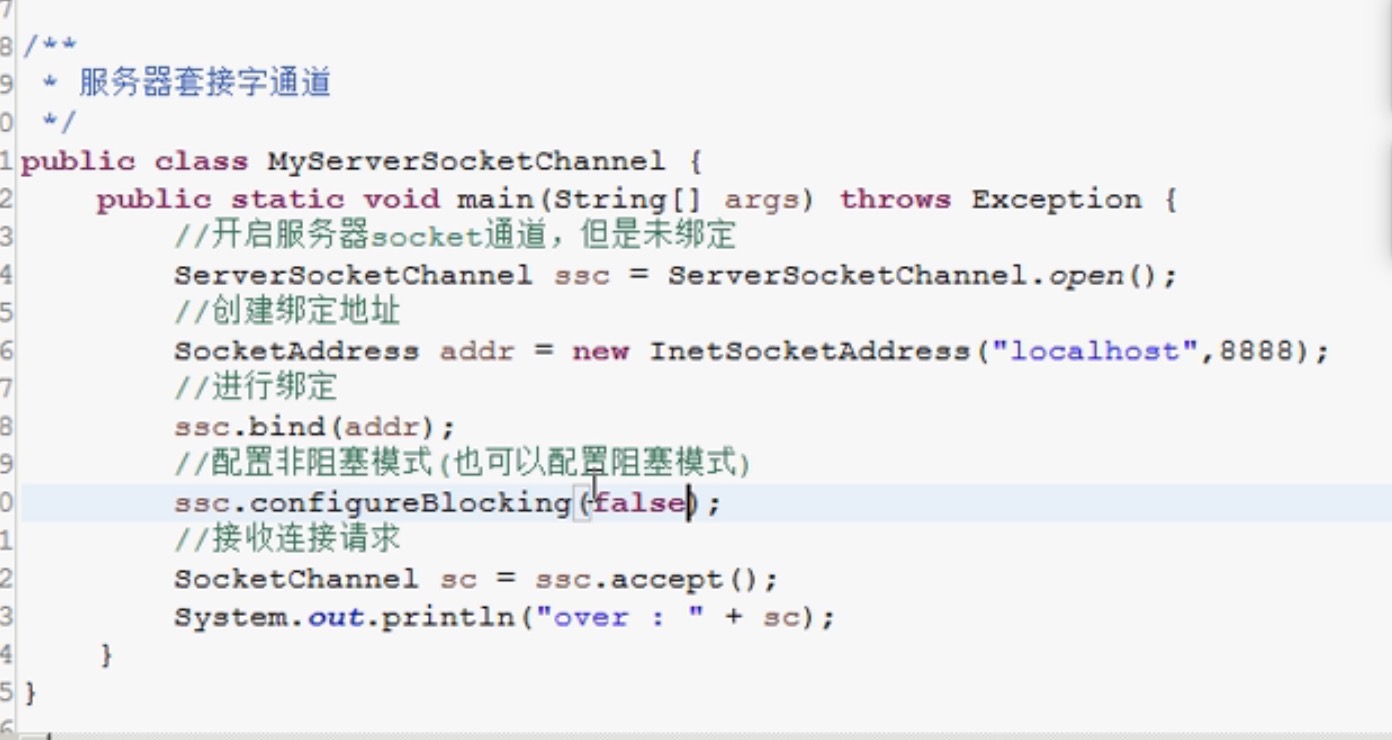 7
8 /**
9  * 服务器套接字通道
0  */
1 public class MyServerSocketChannel {
2     public static void main(String[] args) throws Exception {
3         //开启服务器socket通道，但是未绑定
4         ServerSocketChannel ssc = ServerSocketChannel.open();
5         //创建绑定地址
6         SocketAddress addr = new InetSocketAddress("localhost",8888);
7         //进行绑定
8         ssc.bind(addr);
9         //配置非阻塞模式(也可以配置阻塞模式)
0         ssc.configureBlocking(false);
1         //接收连接请求
2         SocketChannel sc = ssc.accept();
3         System.out.println("over : " + sc);
4     }
5 }
6